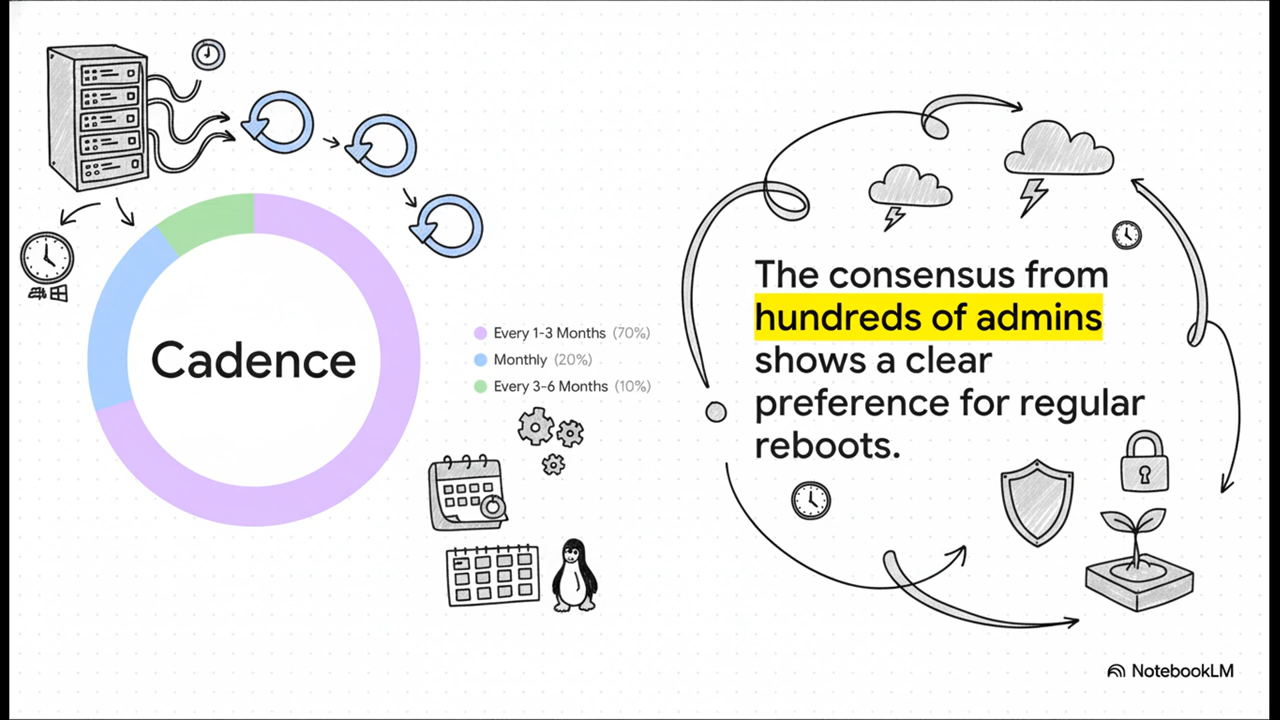 Cadence
Every 1-3 Months (70%)
Monthly (20%)
Every 3-6 Months (10%)
The consensus from
hundreds of admins
shows a clear
preference for regular
reboots.
NotebookLM